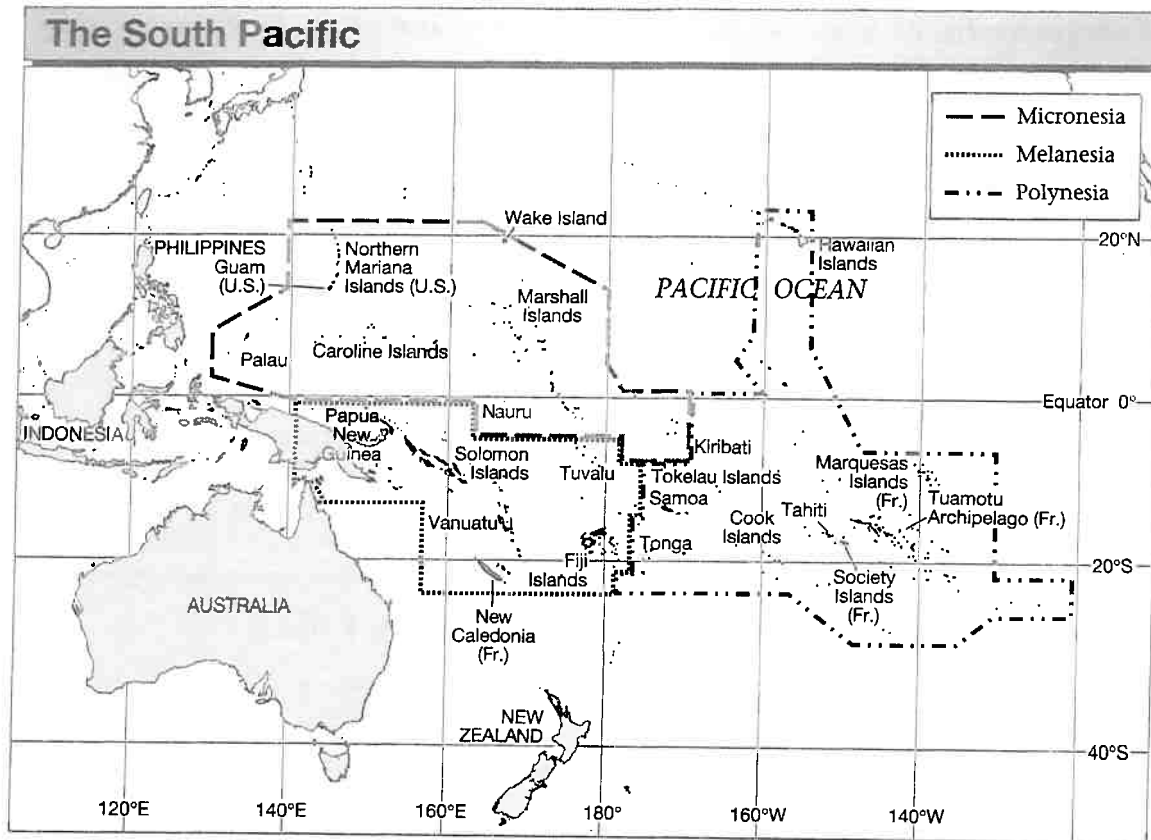 The South Pacific
Micronesia
Melanesia
Polynesia
Wake Island
PHILIPPINES
Guam
(U.S.)
Northern
Mariana
Islands (U.S.)
Hawaiian
Islands
20°N
PACIFIC OCEAN
Marshall
Islands
Palau
Caroline Islands
Equator 0°
INDONESIA
Papua
New
Guinea
Nauru
Solomon
Islands
Kiribati
Tuvalu
Tokelau Islands
Samoa
Marquesas
Islands
(Fr.)
Tuamotu
Archipelago (Fr.)
Tahiti
Cook
Islands
Vanuatu
Tonga
Fiji
Islands
20°S
Society
Islands
(Fr.)
AUSTRALIA
New
Caledonia
(Fr.)
NEW
ZEALAND
40°S
120°E
140°E
160°E
180°
160°W
140°W